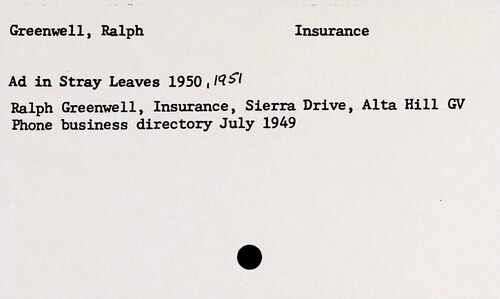 Greenwell, Ralph Insurance
Ad in Stray Leaves 1950, 1951
Ralph Greenwell, Insurance, Sierra Drive, Alta Hill GV
Phone business directory July 1949